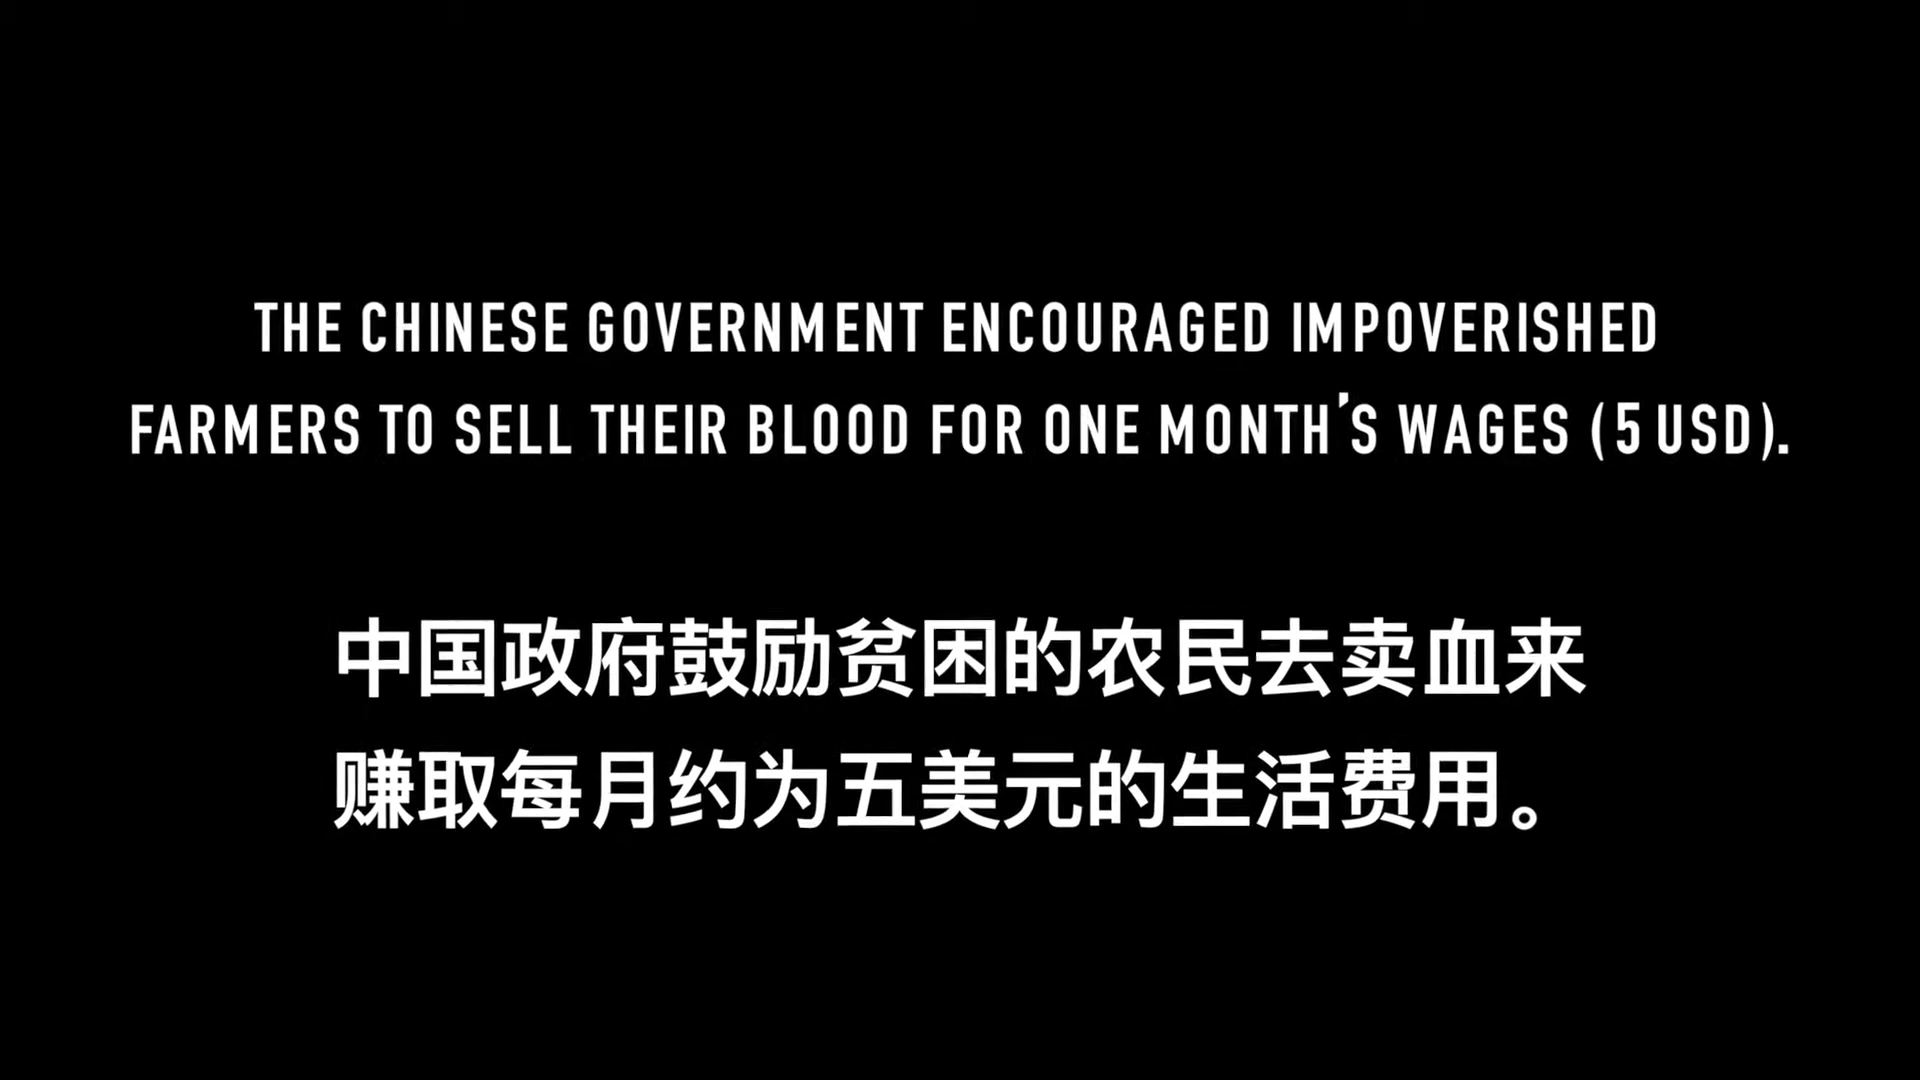 THE CHINESE GOVERNMENT ENCOURAGED IMPOVERISHED
FARMERS TO SELL THEIR BLOOD FOR ONE MONTH'S WAGES (5 USD).
中国政府鼓励贫困的农民去卖血来
赚取每月约为五美元的生活费用。